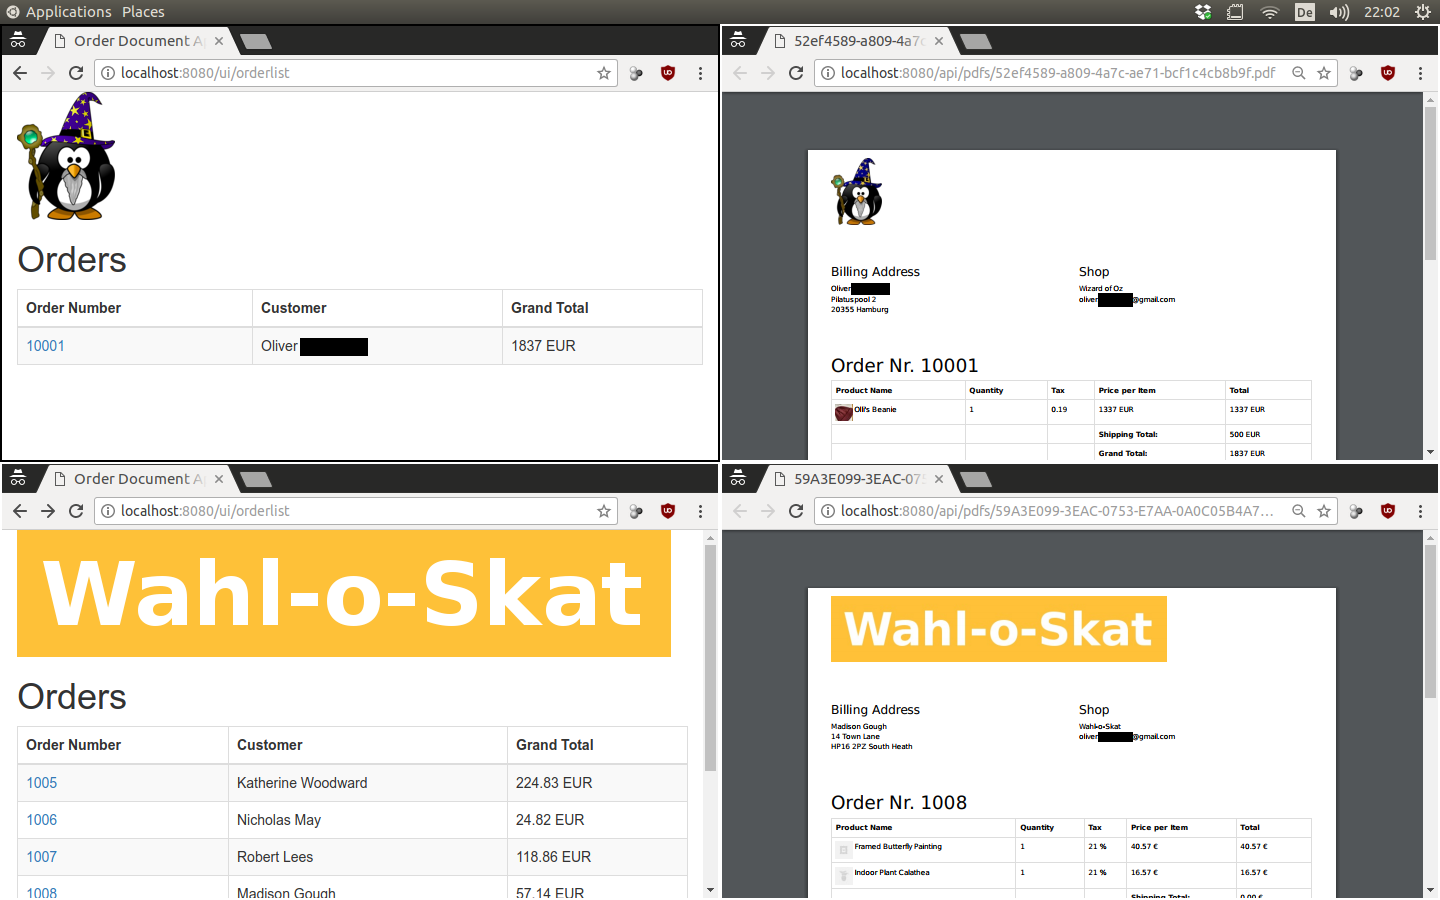 Applications Places
De 22:02
Order Document A
localhost:8080/ui/orderlist
Orders
Order Number Customer Grand Total
10001 Oliver 1837 EUR
52ef4589-a809-4a7c
localhost:8080/api/pdfs/52ef4589-a809-4a7c-ae71-bcf1c4cb8b9f.pdf
Billing Address Shop
Oliver Wizard of Oz
Pilatuspool 2 oliver @gmail.com
20355 Hamburg
Order Nr. 10001
Product Name Quantity Tax Price per Item Total
Olli's Beanie 1 0.19 1337 EUR 1337 EUR
Shipping Total: 500 EUR
Grand Total: 1837 EUR
Order Document A
localhost:8080/ui/orderlist
Wahl-o-Skat
Orders
Order Number Customer Grand Total
1005 Katherine Woodward 224.83 EUR
1006 Nicholas May 24.82 EUR
1007 Robert Lees 118.86 EUR
1008 Madison Gough 57.14 EUR
59A3E099-3EAC-075
localhost:8080/api/pdfs/59A3E099-3EAC-0753-E7AA-0A0C05B4A7...
Wahl-o-Skat
Billing Address Shop
Madison Gough Wahl-o-Skat
14 Town Lane oliver @gmail.com
HP16 2PZ South Heath
Order Nr. 1008
Product Name Quantity Tax Price per Item Total
Framed Butterfly Painting 1 21 % 40.57 € 40.57 €
Indoor Plant Calathea 1 21 % 16.57 € 16.57 €
Shipping Total: 0.00 €